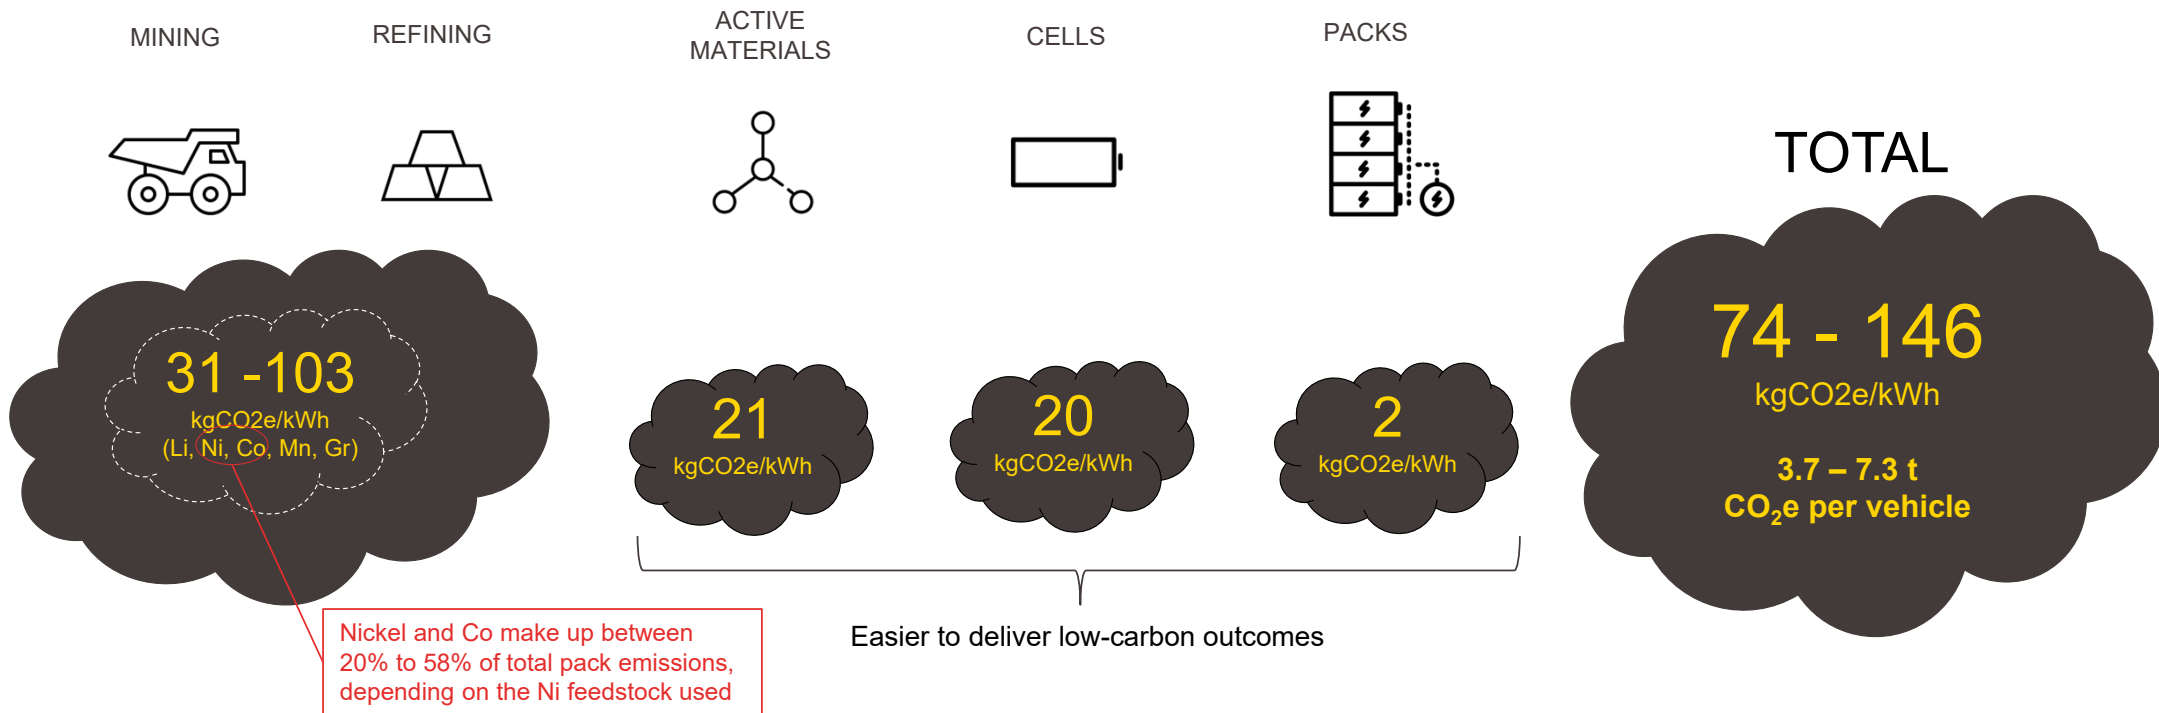 MINING
REFINING
ACTIVE
MATERIALS
CELLS
PACKS
TOTAL
31 -103
kgCO2e/kWh
(Li, Ni, Co, Mn, Gr)
21
kgCO2e/kWh
20
kgCO2e/kWh
2
kgCO2e/kWh
74 - 146
kgCO2e/kWh
3.7 – 7.3 t
CO₂e per vehicle
Nickel and Co make up between
20% to 58% of total pack emissions,
depending on the Ni feedstock used
Easier to deliver low-carbon outcomes